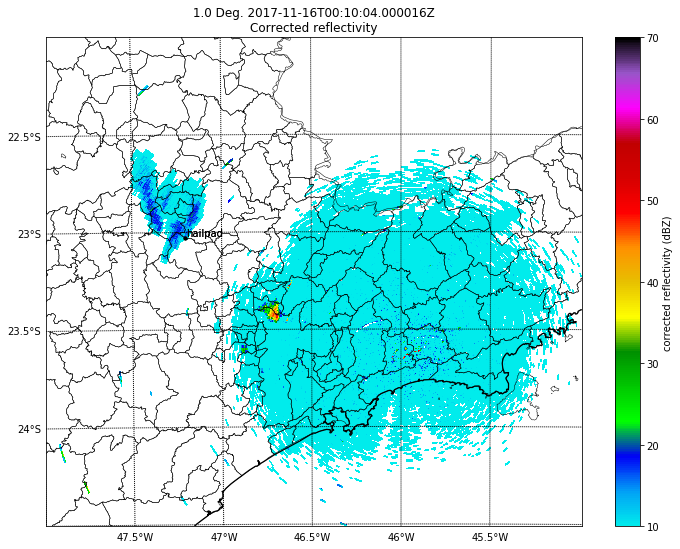 1.0 Deg. 2017-11-16T00:10:04.000016Z
Corrected reflectivity
22.5°S
23°S
23.5°S
24°S
hailpad
47.5°W
47°W
46.5°W
46°W
45.5°W
70
60
50
40
30
20
10
corrected reflectivity (dBZ)